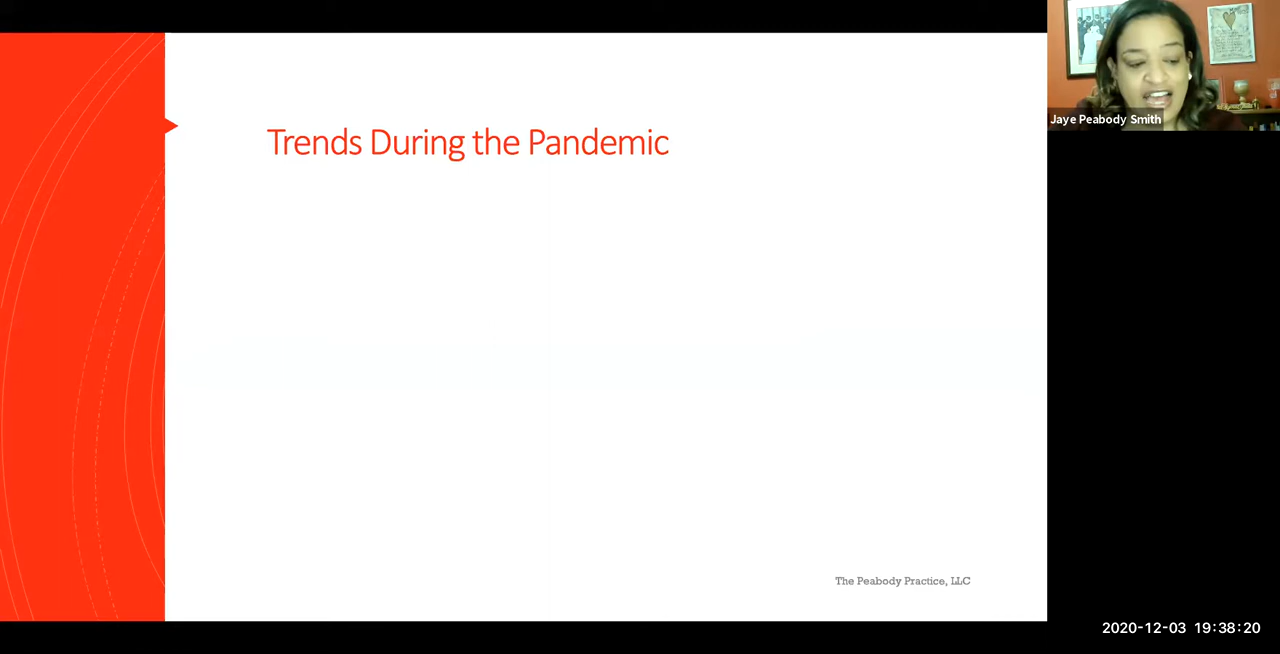 Trends During the Pandemic
The Peabody Practice, LLC
Jaye Peabody Smith
2020-12-03 19:38:20